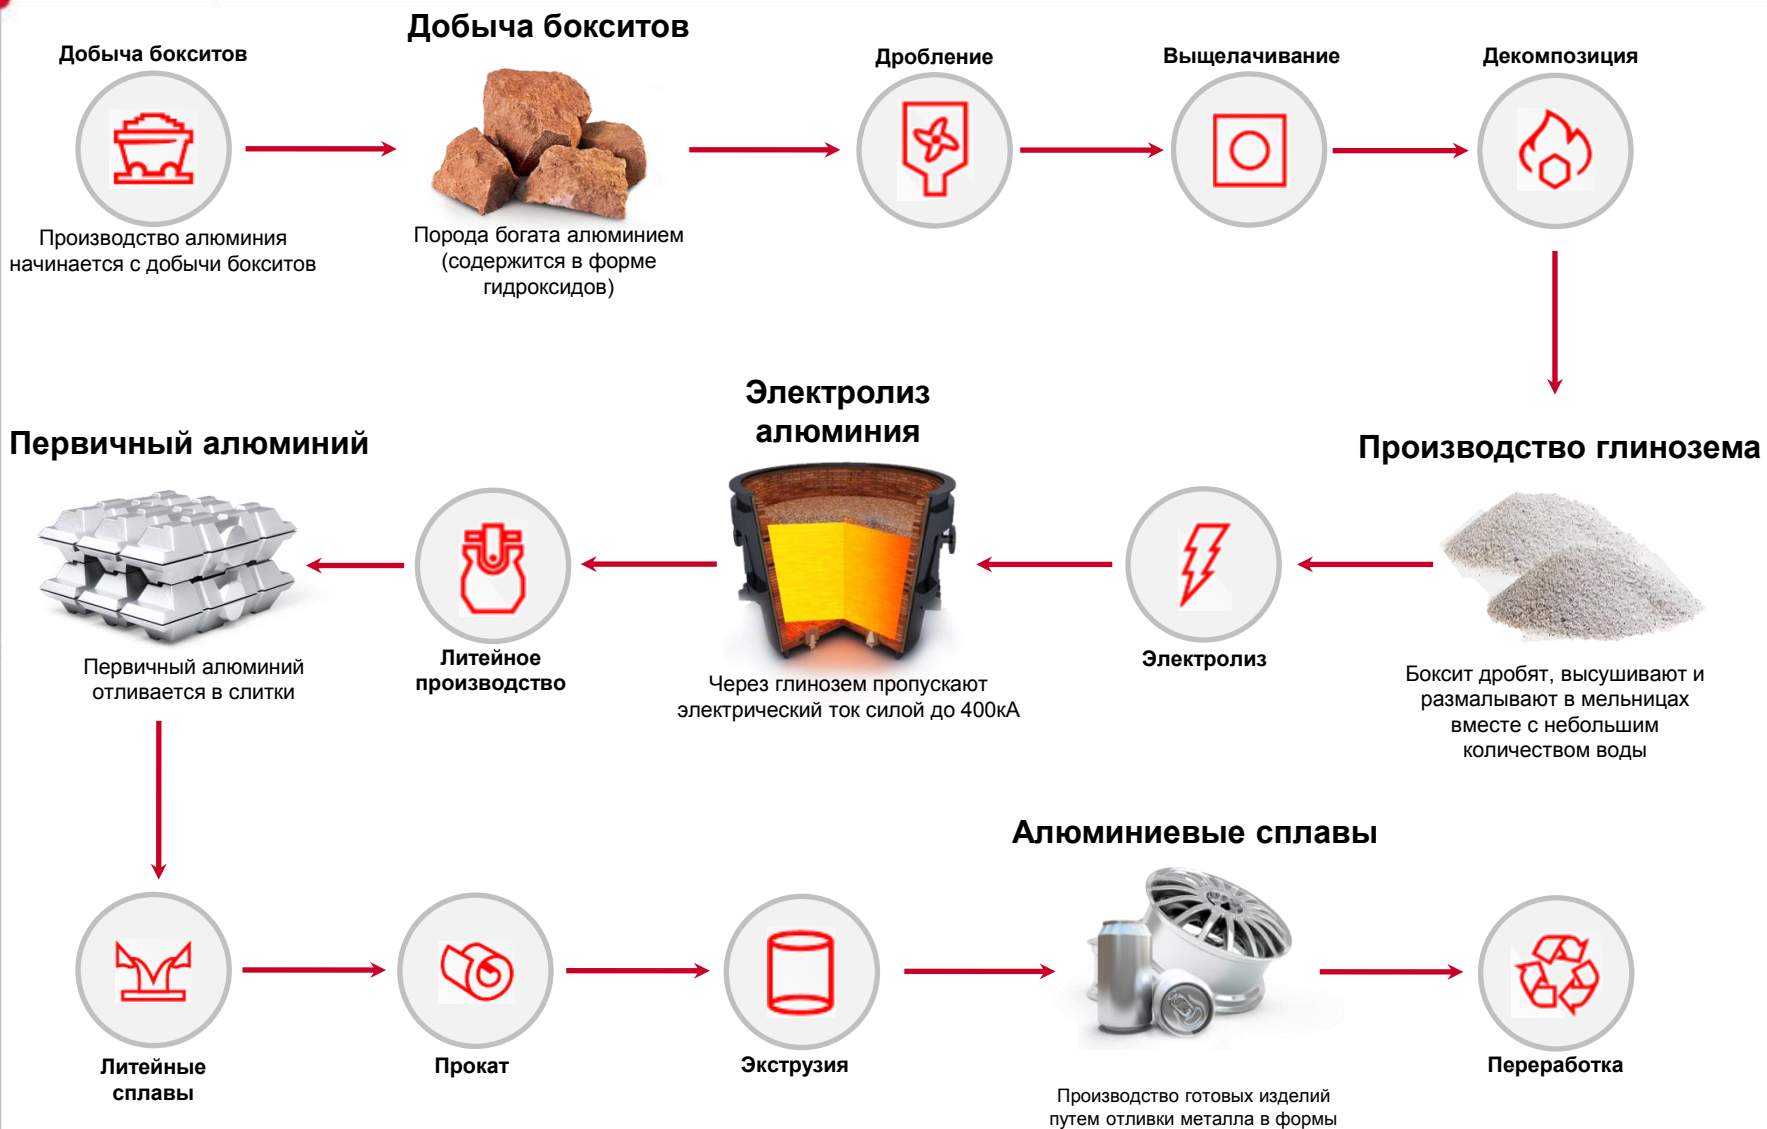 Добыча бокситов
Добыча бокситов
Дробление
Выщелачивание
Декомпозиция
Производство алюминия
начинается с добычи бокситов
Порода богата алюминием
(содержится в форме
гидроксидов)
Первичный алюминий
Электролиз
алюминия
Производство глинозема
Первичный алюминий
отливается в слитки
Литейное
производство
Через глинозем пропускают
электрический ток силой до 400кА
Электролиз
Боксит дробят, высушивают и
размалывают в мельницах
вместе с небольшим
количеством воды
Алюминиевые сплавы
Литейные
сплавы
Прокат
Экструзия
Производство готовых изделий
путем отливки металла в формы
Переработка